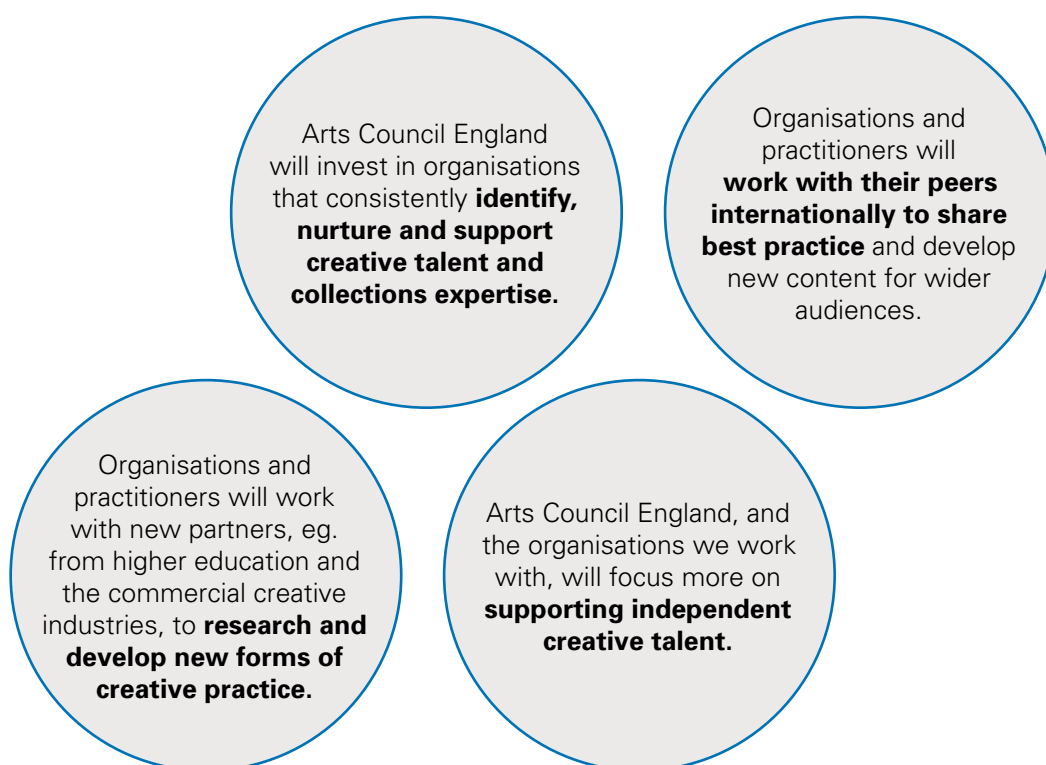 Arts Council England
will invest in organisations
that consistently identify,
nurture and support
creative talent and
collections expertise.
Organisations and
practitioners will
work with their peers
internationally to share
best practice and develop
new content for wider
audiences.
Organisations and
practitioners will work
with new partners, eg.
from higher education and
the commercial creative
industries, to research and
develop new forms of
creative practice.
Arts Council England, and
the organisations we work
with, will focus more on
supporting independent
creative talent.